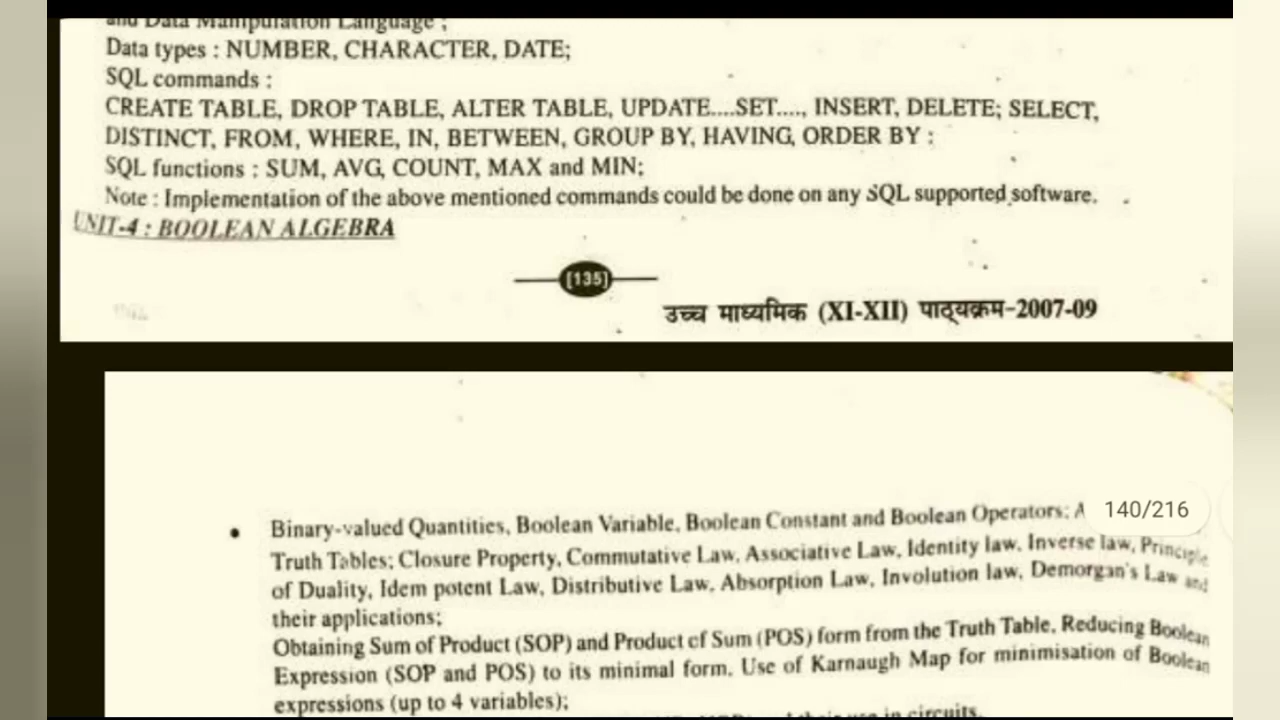 and Data Manipulation Language ;
Data types : NUMBER, CHARACTER, DATE;
SQL commands :
CREATE TABLE, DROP TABLE, ALTER TABLE, UPDATE....SET...., INSERT, DELETE; SELECT,
DISTINCT, FROM, WHERE, IN, BETWEEN, GROUP BY, HAVING, ORDER BY :
SQL functions : SUM, AVG, COUNT, MAX and MIN;
Note : Implementation of the above mentioned commands could be done on any SQL supported software.
UNIT-4 : BOOLEAN ALGEBRA
[135]
उच्च माध्यमिक (XI-XII) पाठ्यक्रम-2007-09
140/216
• Binary-valued Quantities, Boolean Variable, Boolean Constant and Boolean Operators;
Truth Tables; Closure Property, Commutative Law, Associative Law, Identity law, Inverse law, Principle
of Duality, Idem potent Law, Distributive Law, Absorption Law, Involution law, Demorgan's Law and
their applications;
Obtaining Sum of Product (SOP) and Product of Sum (POS) form from the Truth Table, Reducing Boolean
Expression (SOP and POS) to its minimal form, Use of Karnaugh Map for minimisation of Boolean
expressions (up to 4 variables);
and their use in circuits.